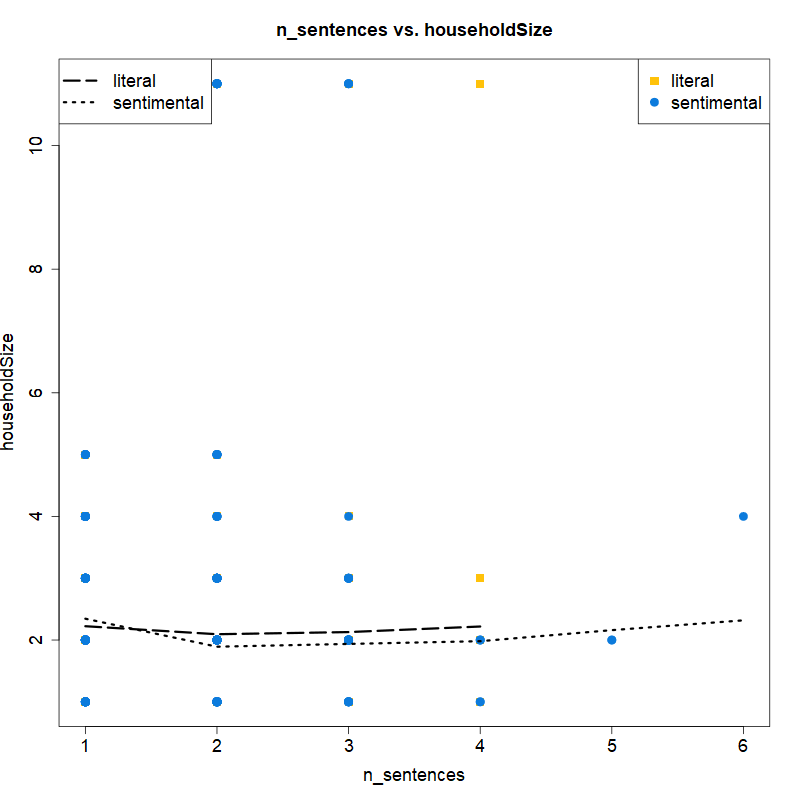 n_sentences vs. householdSize
literal
sentimental
literal
sentimental
householdSize
10
8
6
4
2
1 2 3 4 5 6
n_sentences